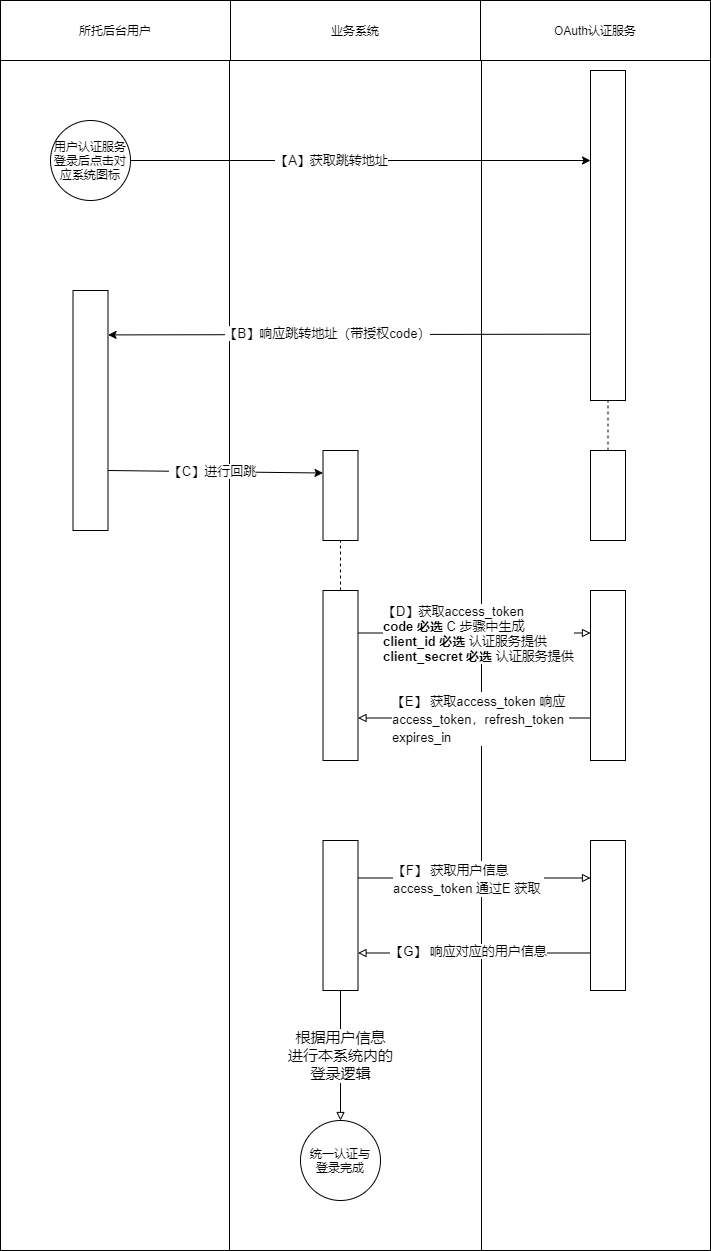 所托后台用户
业务系统
OAuth认证服务
用户认证服务
登录后点击对
应系统图标
【A】获取跳转地址
【B】响应跳转地址（带授权code）
【C】进行回跳
【D】获取access_token
code 必选 C 步骤中生成
client_id 必选 认证服务提供
client_secret 必选 认证服务提供
【E】 获取access_token 响应
access_token，refresh_token
expires_in
【F】 获取用户信息
access_token 通过E 获取
【G】 响应对应的用户信息
根据用户信息
进行本系统内的
登录逻辑
统一认证与
登录完成